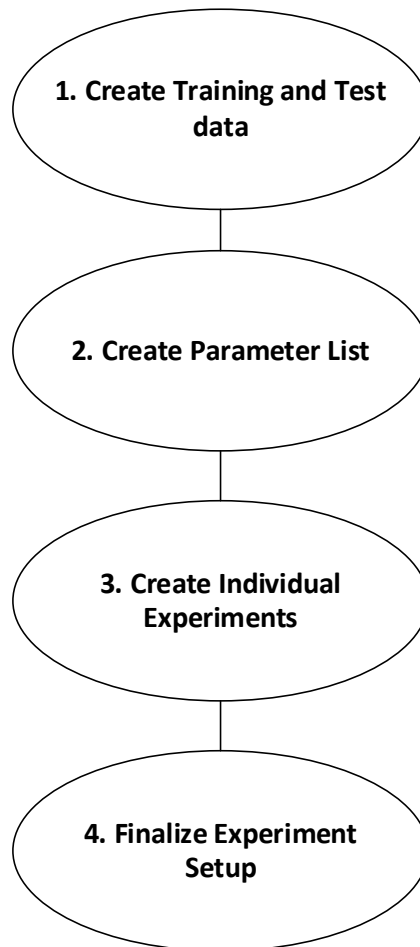 1. Create Training and Test
data
2. Create Parameter List
3. Create Individual
Experiments
4. Finalize Experiment
Setup